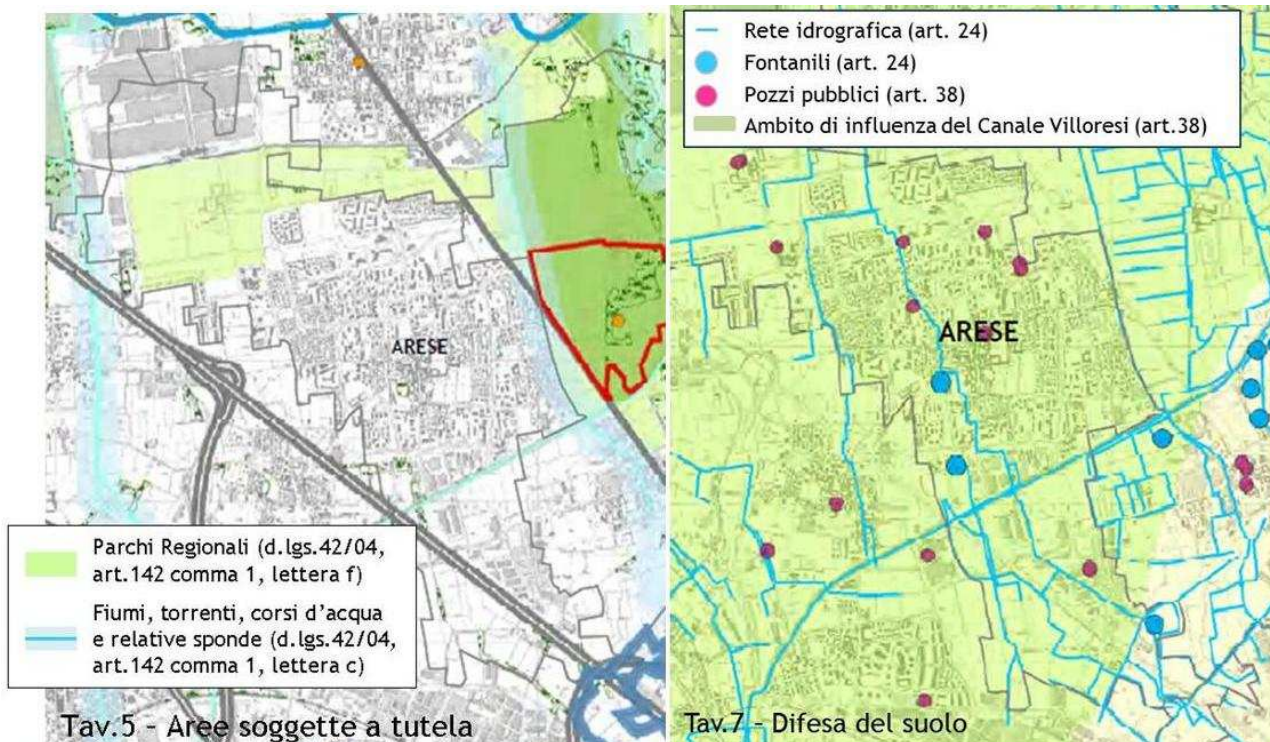 ARESE
Parchi Regionali (d.lgs.42/04,
art.142 comma 1, lettera f)
Fiumi, torrenti, corsi d'acqua
e relative sponde (d.lgs.42/04,
art.142 comma 1, lettera c)
Tav.5 - Aree soggette a tutela
Rete idrografica (art. 24)
Fontanili (art. 24)
Pozzi pubblici (art. 38)
Ambito di influenza del Canale Villoresi (art.38)
ARESE
Tav.7 - Difesa del suolo